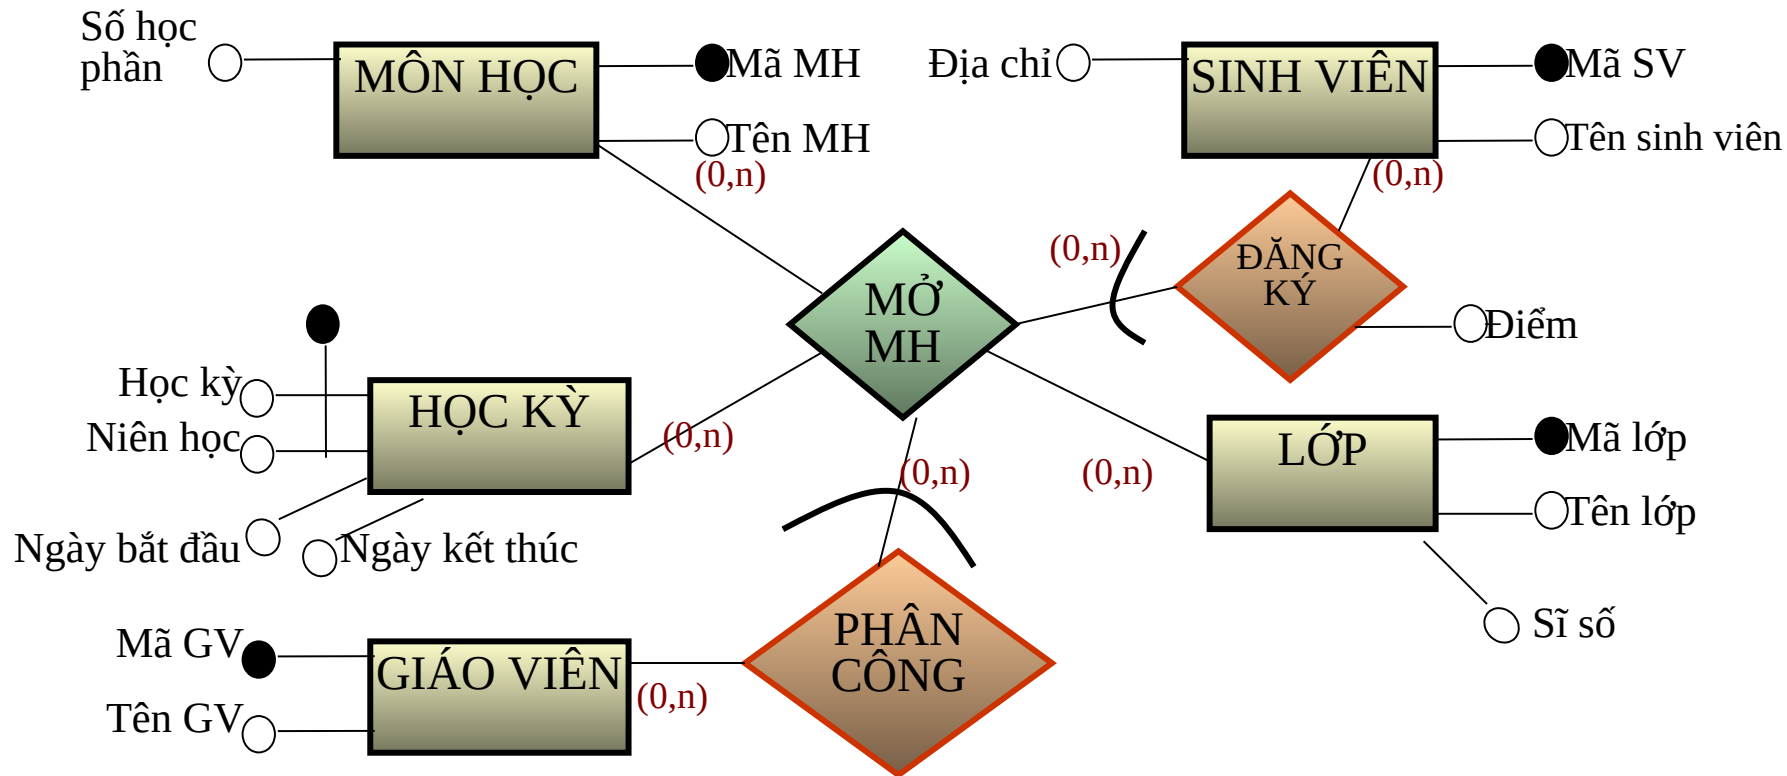 Số học
phần
MÔN HỌC
Mã MH
Tên MH
(0,n)
Địa chỉ
SINH VIÊN
Mã SV
Tên sinh viên
(0,n)
(0,n)
ĐĂNG
KÝ
Điểm
MỞ
MH
Học kỳ
Niên học
HỌC KỲ
(0,n)
Ngày bắt đầu
Ngày kết thúc
(0,n)
(0,n)
LỚP
Mã lớp
Tên lớp
Sĩ số
Mã GV
Tên GV
GIÁO VIÊN
(0,n)
PHÂN
CÔNG